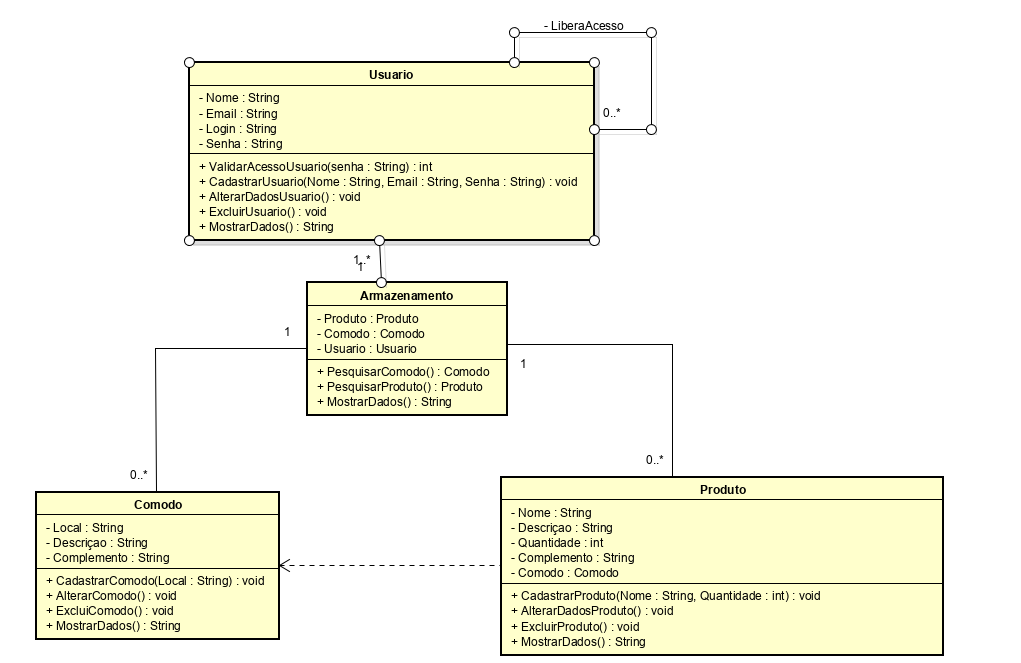 - LiberaAcesso
Usuario
- Nome : String
- Email : String
- Login : String
- Senha : String
0..*
+ ValidarAcessoUsuario(senha : String) : int
+ CadastrarUsuario(Nome : String, Email : String, Senha : String) : void
+ AlterarDadosUsuario() : void
+ ExcluirUsuario() : void
+ MostrarDados() : String
1..*
1
Armazenamento
- Produto : Produto
- Comodo : Comodo
- Usuario : Usuario
+ PesquisarComodo() : Comodo
+ PesquisarProduto() : Produto
+ MostrarDados() : String
1
1
0..*
0..*
Comodo
- Local : String
- Descriçao : String
- Complemento : String
+ CadastrarComodo(Local : String) : void
+ AlterarComodo() : void
+ ExcluiComodo() : void
+ MostrarDados() : String
Produto
- Nome : String
- Descriçao : String
- Quantidade : int
- Complemento : String
- Comodo : Comodo
+ CadastrarProduto(Nome : String, Quantidade : int) : void
+ AlterarDadosProduto() : void
+ ExcluirProduto() : void
+ MostrarDados() : String